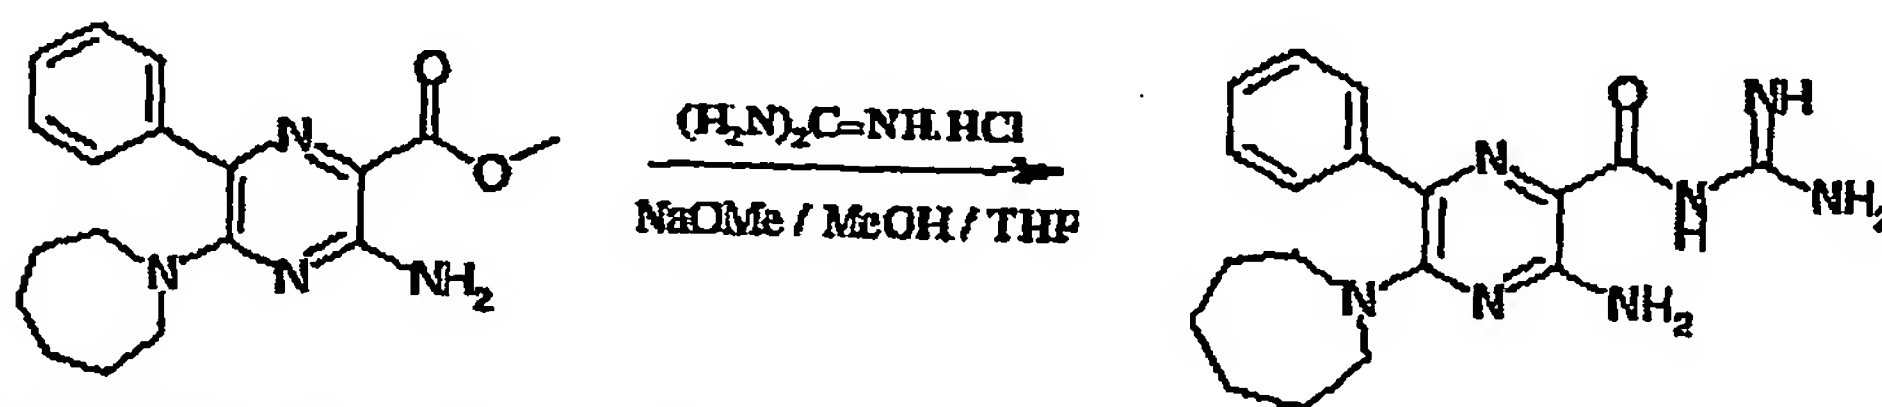 O
N
O
N
N
NH₂
(H₂N)₂C=NH.HCl
NaOMe / MeOH / THF
O
NH
N
N
H
NH₂
N
N
NH₂